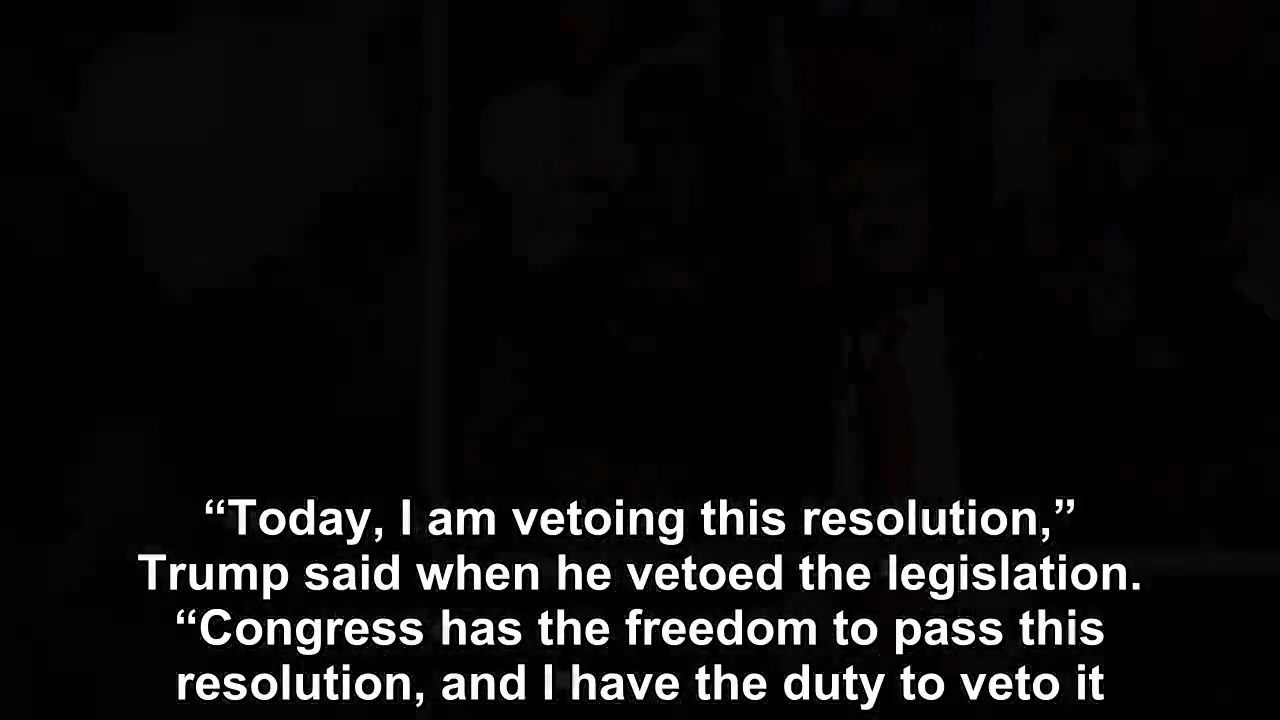 “Today, I am vetoing this resolution,”
Trump said when he vetoed the legislation.
“Congress has the freedom to pass this
resolution, and I have the duty to veto it